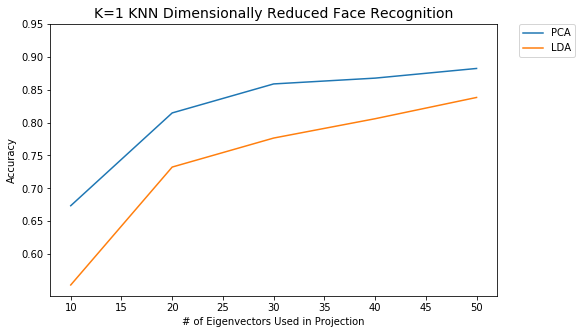 K=1 KNN Dimensionally Reduced Face Recognition
PCA
LDA
0.95
0.90
0.85
0.80
0.75
0.70
0.65
0.60
Accuracy
10 15 20 25 30 35 40 45 50
# of Eigenvectors Used in Projection